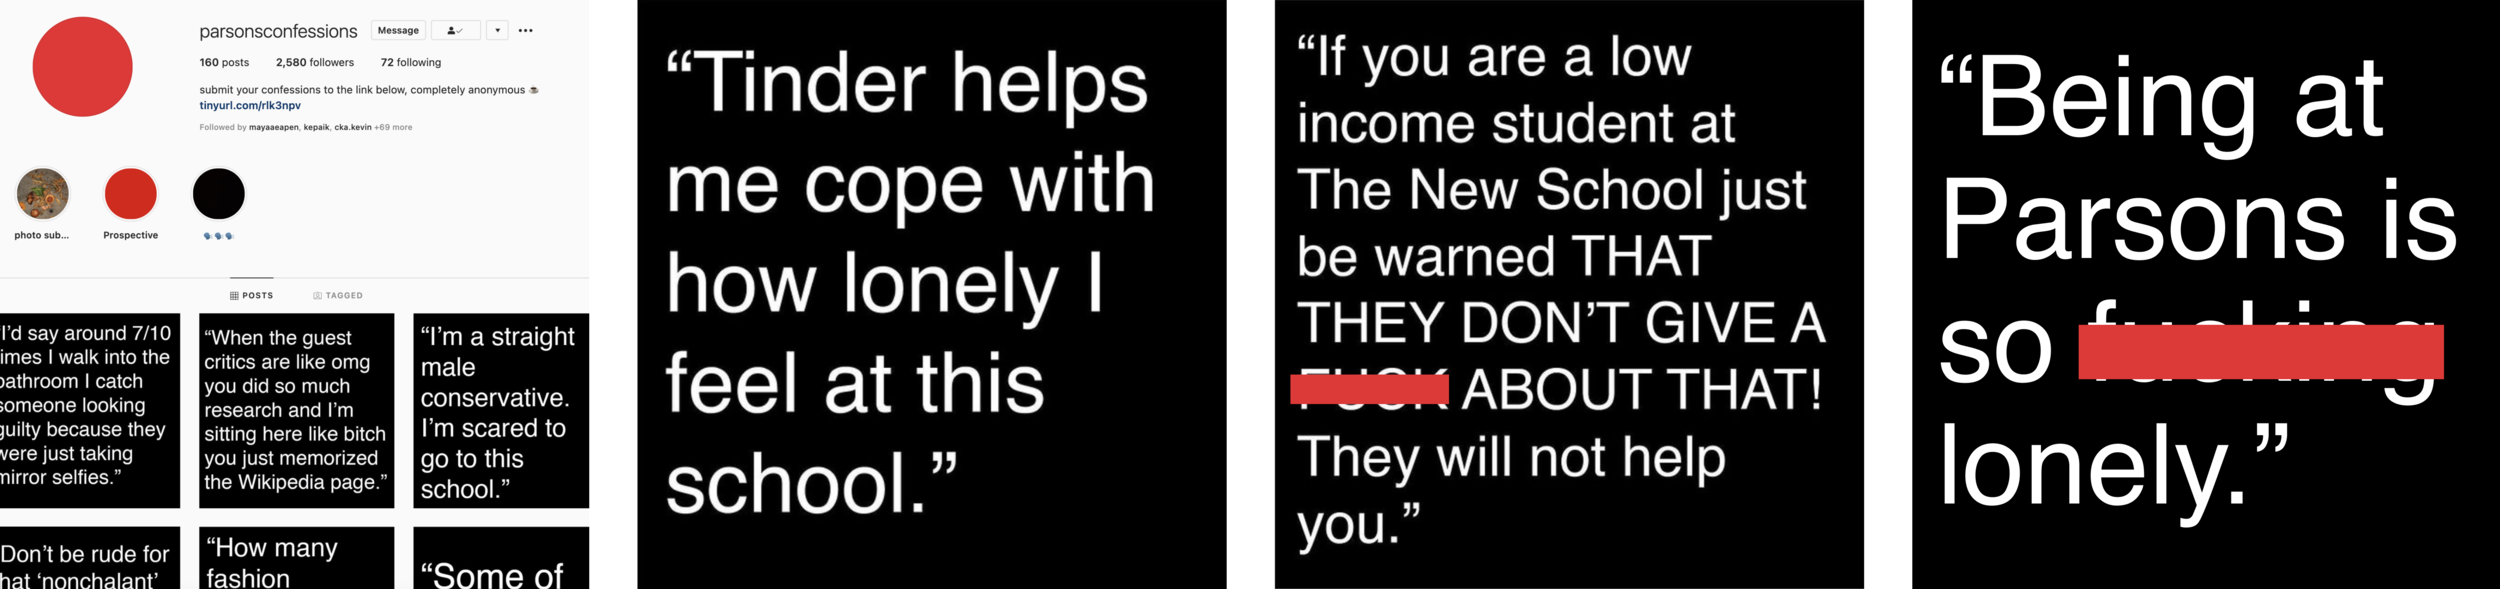 parsonsconfessions
Message
160 posts 2,580 followers 72 following
submit your confessions to the link below, completely anonymous
tinyurl.com/rlk3npv
Followed by mayaaeapen, kepaik, cka.kevin +69 more
photo sub...
Prospective
POSTS
TAGGED
I'd say around 7/10
imes I walk into the
bathroom I catch
someone looking
guilty because they
were just taking
mirror selfies.”
“When the guest
critics are like omg
you did so much
research and I'm
sitting here like bitch
you just memorized
the Wikipedia page.”
“I'm a straight
male
conservative.
I'm scared to
go to this
school.”
Don't be rude for
hat 'nonchalant'
“How many
fashion
“Some of
“Tinder helps
me cope with
how lonely I
feel at this
school.”
“If you are a low
income student at
The New School just
be warned THAT
THEY DON'T GIVE A
FUCK ABOUT THAT!
They will not help
you.”
“Being at
Parsons is
so fucking
lonely.”